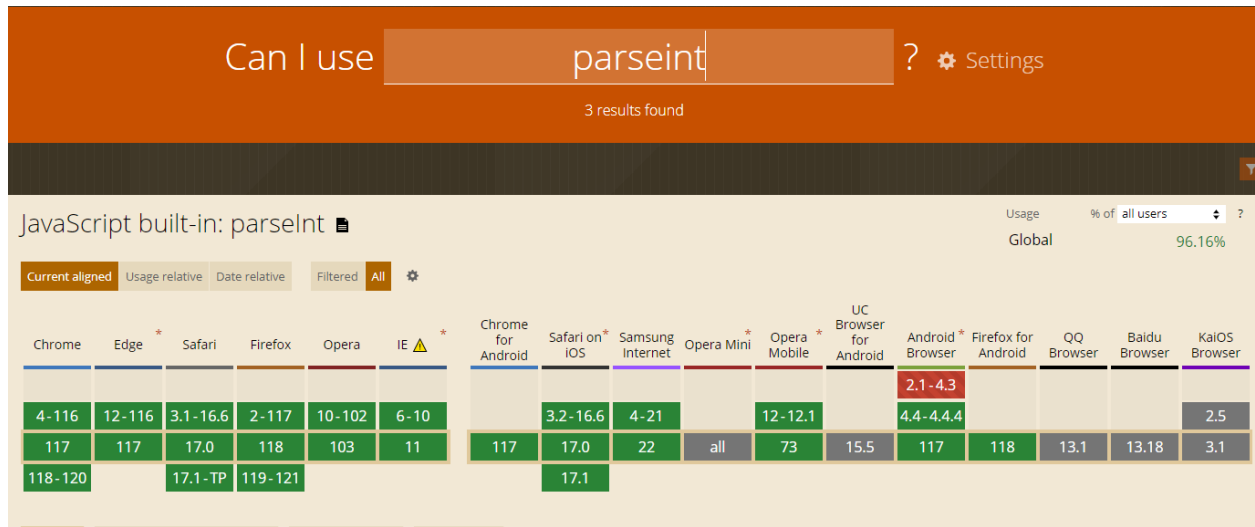 Can I use parseint ? Settings
3 results found
JavaScript built-in: parseInt
Usage % of all users ?
Global 96.16%
Current aligned Usage relative Date relative Filtered All
Chrome Edge * Safari Firefox Opera IE * Chrome for Android Safari on iOS * Samsung Internet Opera Mini * Opera Mobile * UC Browser for Android Android Browser * Firefox for Android QQ Browser Baidu Browser KaiOS Browser
2.1-4.3
4-116 12-116 3.1-16.6 2-117 10-102 6-10 3.2-16.6 4-21 12-12.1 4.4-4.4.4 2.5
117 117 17.0 118 103 11 117 17.0 22 all 73 15.5 117 118 13.1 13.18 3.1
118-120 17.1-TP 119-121 17.1